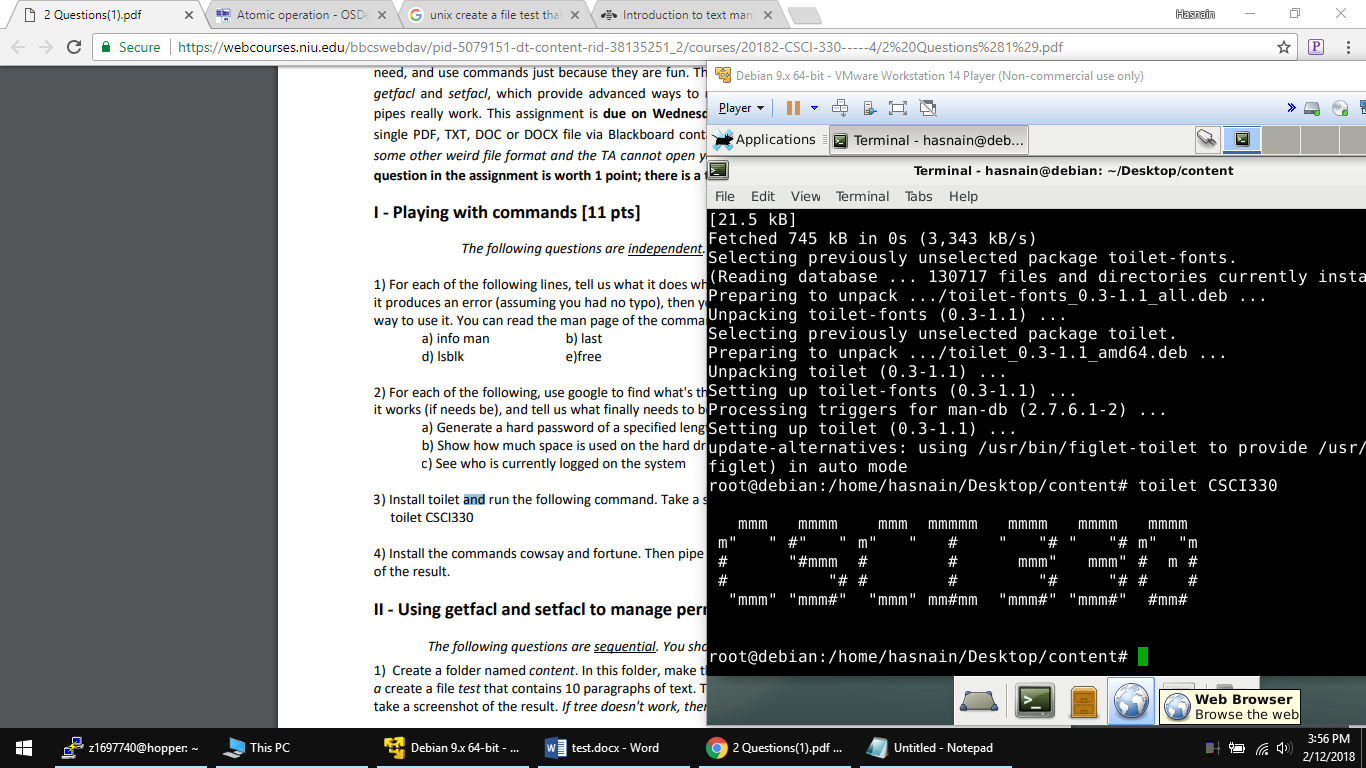 2 Questions(1).pdf
Atomic operation - OSDe
unix create a file test tha
Introduction to text man
Hasnain
Secure
https://webcourses.niu.edu/bbcswebdav/pid-5079151-dt-content-rid-38135251_2/courses/20182-CSCI-330-----4/2%20Questions%281%29.pdf
need, and use commands just because they are fun. Th
getfacl and setfacl, which provide advanced ways to
pipes really work. This assignment is due on Wednesd
single PDF, TXT, DOC or DOCX file via Blackboard cont
some other weird file format and the TA cannot open y
question in the assignment is worth 1 point; there is a
I - Playing with commands [11 pts]
The following questions are independent.
1) For each of the following lines, tell us what it does wh
it produces an error (assuming you had no typo), then yo
way to use it. You can read the man page of the comma
a) info man b) last
d) lsblk e)free
2) For each of the following, use google to find what's th
it works (if needs be), and tell us what finally needs to b
a) Generate a hard password of a specified leng
b) Show how much space is used on the hard dr
c) See who is currently logged on the system
3) Install toilet and run the following command. Take a s
toilet CSCI330
4) Install the commands cowsay and fortune. Then pipe
of the result.
II - Using getfacl and setfacl to manage perr
The following questions are sequential. You sho
1) Create a folder named content. In this folder, make th
a create a file test that contains 10 paragraphs of text. T
take a screenshot of the result. If tree doesn't work, then
Debian 9.x 64-bit - VMware Workstation 14 Player (Non-commercial use only)
Player
Applications
Terminal - hasnain@deb...
Terminal - hasnain@debian: ~/Desktop/content
File Edit View Terminal Tabs Help
[21.5 kB]
Fetched 745 kB in 0s (3,343 kB/s)
Selecting previously unselected package toilet-fonts.
(Reading database ... 130717 files and directories currently insta
Preparing to unpack .../toilet-fonts_0.3-1.1_all.deb ...
Unpacking toilet-fonts (0.3-1.1) ...
Selecting previously unselected package toilet.
Preparing to unpack .../toilet_0.3-1.1_amd64.deb ...
Unpacking toilet (0.3-1.1) ...
Setting up toilet-fonts (0.3-1.1) ...
Processing triggers for man-db (2.7.6.1-2) ...
Setting up toilet (0.3-1.1) ...
update-alternatives: using /usr/bin/figlet-toilet to provide /usr/
figlet) in auto mode
root@debian:/home/hasnain/Desktop/content# toilet CSCI330
CSCI330
root@debian:/home/hasnain/Desktop/content#
Web Browser
Browse the web
z1697740@hopper: ~
This PC
Debian 9.x 64-bit - ...
test.docx - Word
2 Questions(1).pdf ...
Untitled - Notepad
3:56 PM
2/12/2018